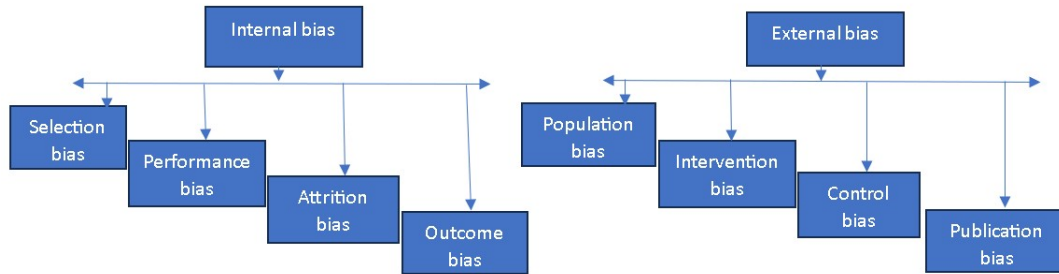 Internal bias
Selection
bias
Performance
bias
Attrition
bias
Outcome
bias
External bias
Population
bias
Intervention
bias
Control
bias
Publication
bias